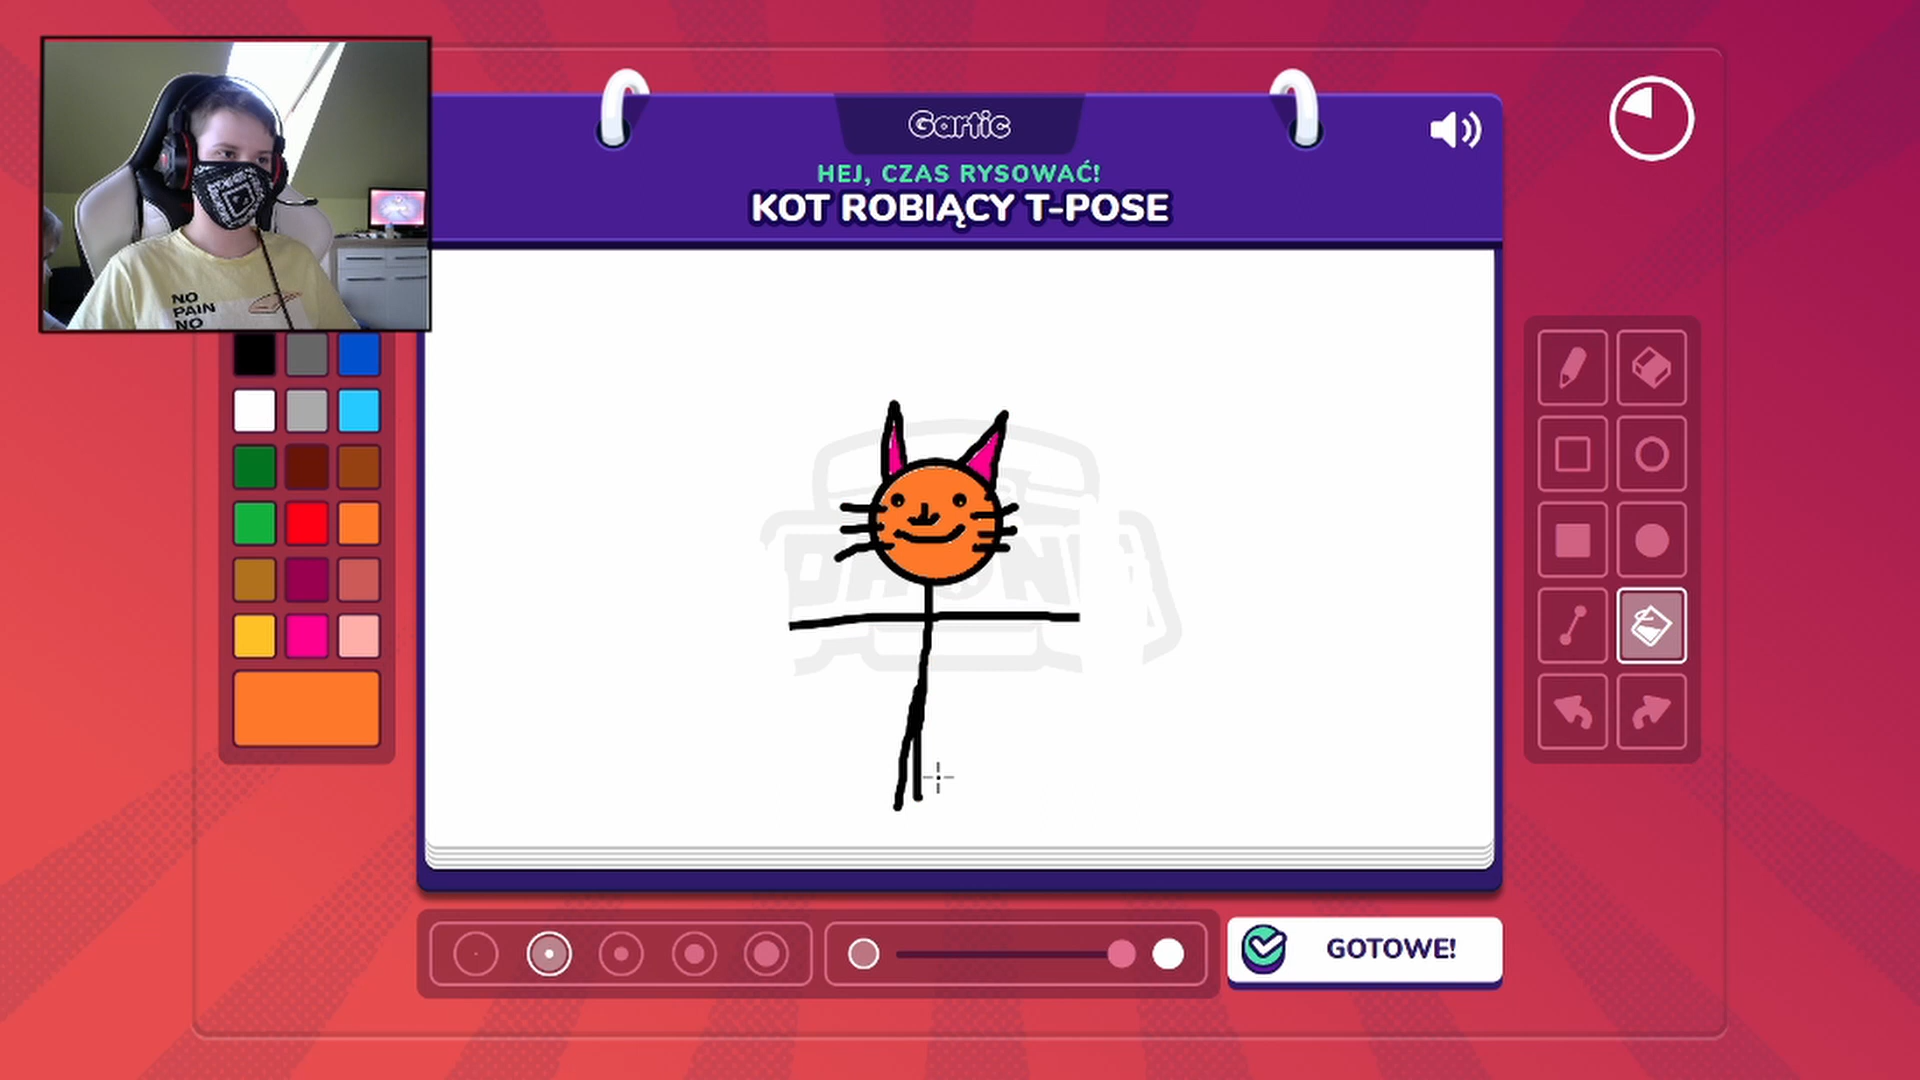 Gartic
HEJ, CZAS RYSOWAĆ!
KOT ROBIĄCY T-POSE
NO
PAIN
NO
GOTOWE!